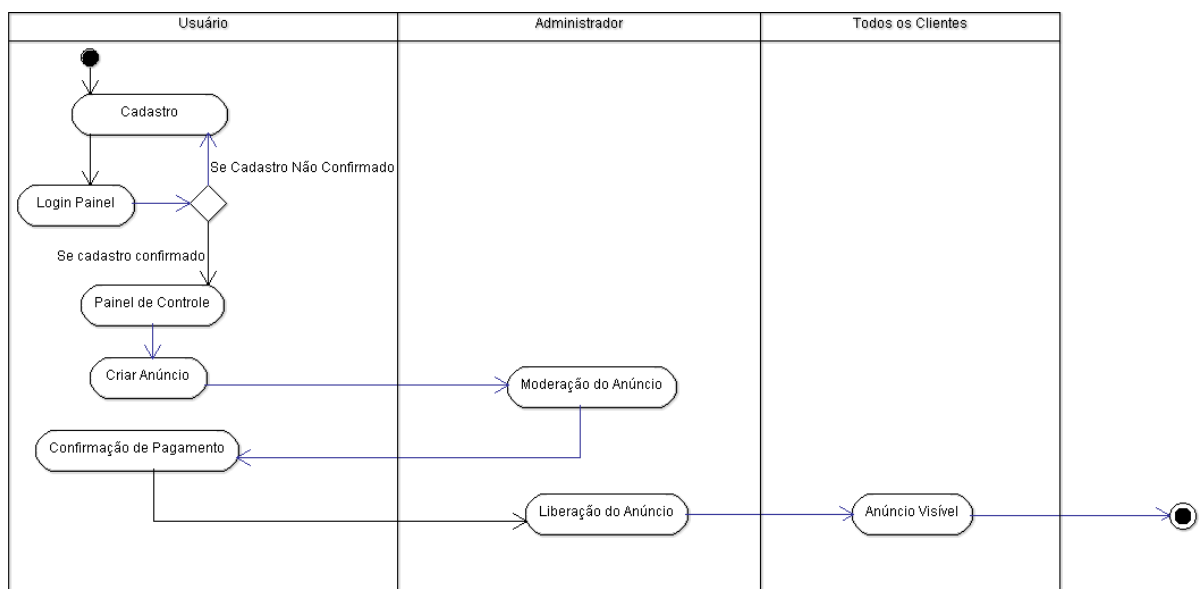 Usuário
Administrador
Todos os Clientes
Cadastro
Se Cadastro Não Confirmado
Login Painel
Se cadastro confirmado
Painel de Controle
Criar Anúncio
Moderação do Anúncio
Confirmação de Pagamento
Liberação do Anúncio
Anúncio Visível